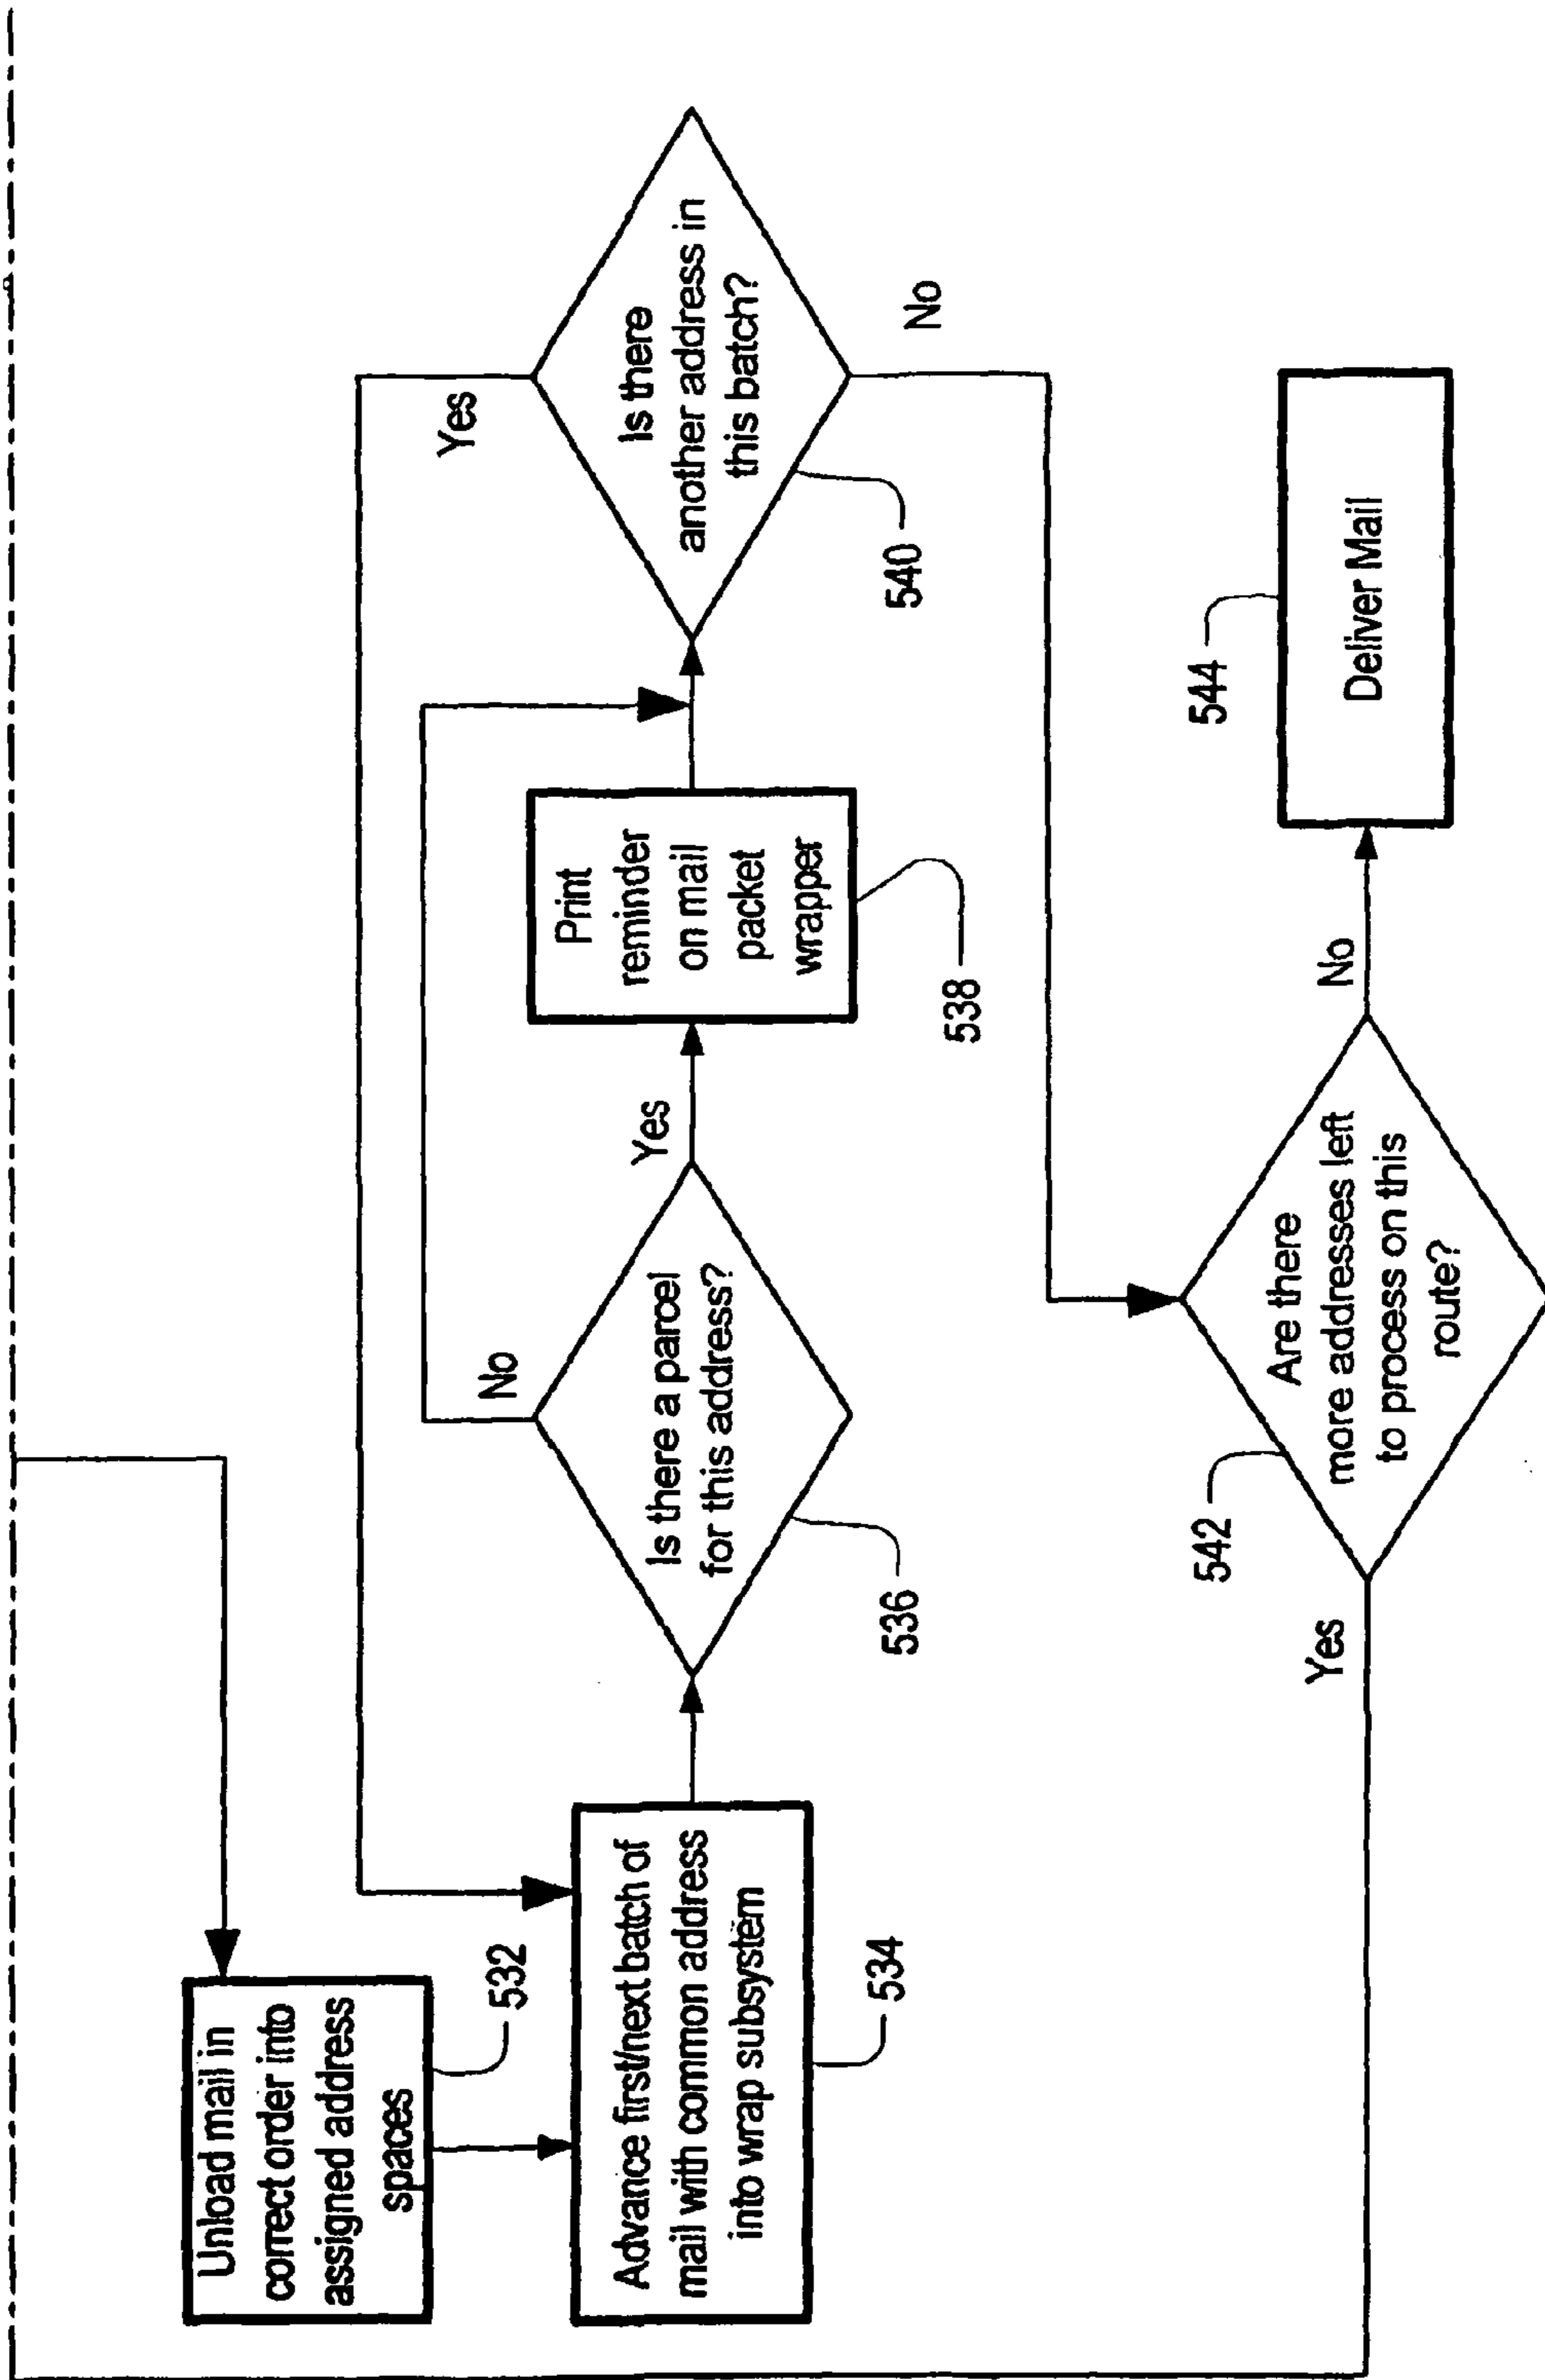 Unload mail in
correct order into
assigned address
spaces
532
Advance first/next batch of
mail with common address
into wrap subsystem
534
Is there a parcel
for this address?
536
No
Yes
Print
reminder
on mail
packet
wrapper
538
Is there
another address in
this batch?
540
Yes
No
Are there
more addresses left
to process on this
route?
542
Yes
No
Deliver Mail
544